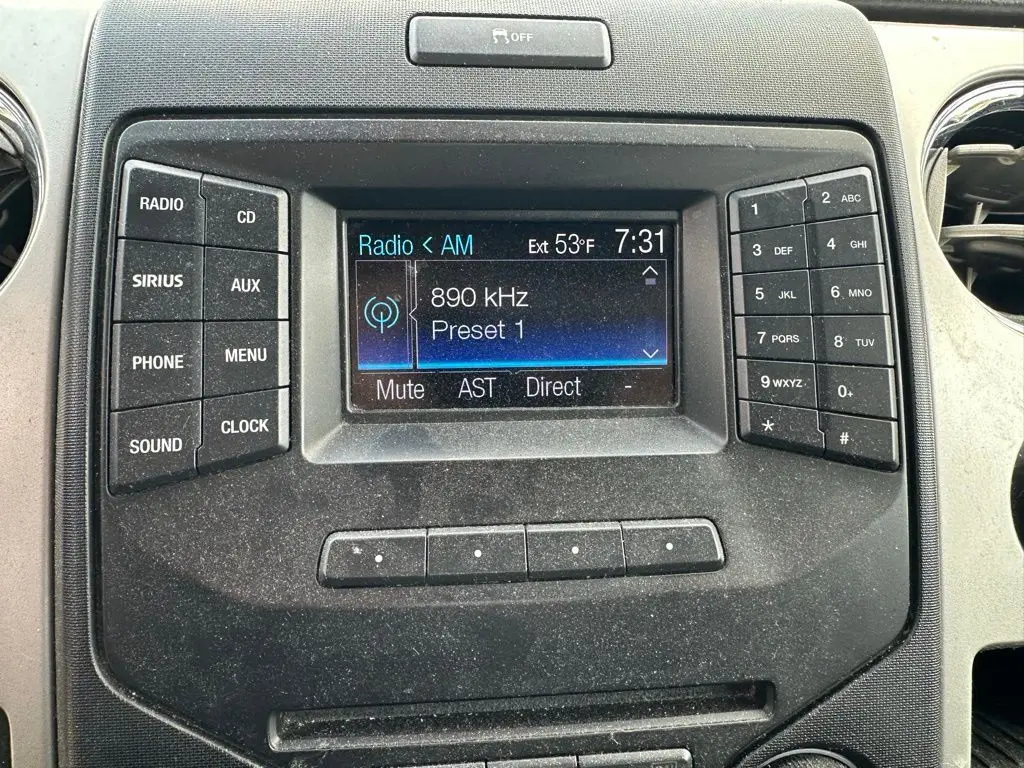 OFF
RADIO
CD
SIRIUS
AUX
PHONE
MENU
SOUND
CLOCK
Radio < AM Ext 53°F 7:31
890 kHz
Preset 1
Mute AST Direct -
1
2 ABC
3 DEF
4 GHI
5 JKL
6 MNO
7 PQRS
8 TUV
9 WXYZ
0+
*
#